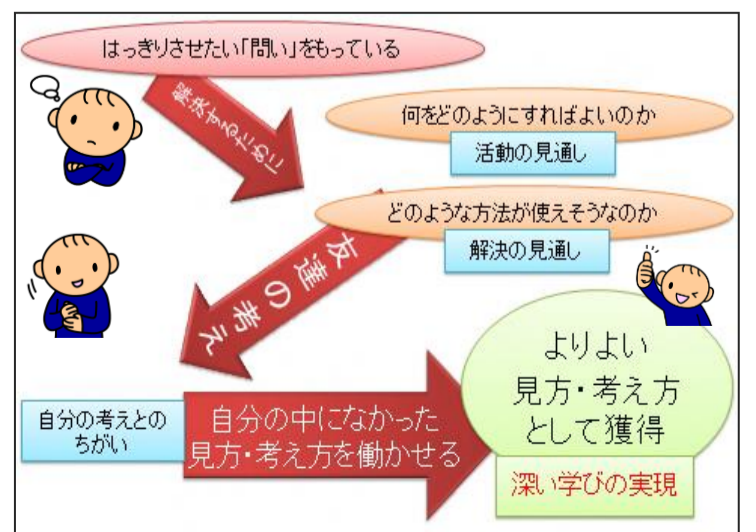 はっきりさせたい「問い」をもっている
解決するために
何をどのようにすればよいのか
活動の見通し
どのような方法が使えそうなのか
解決の見通し
友達の考え
自分の考えとの
ちがい
自分の中になかった
見方・考え方を働かせる
よりよい
見方・考え方
として獲得
深い学びの実現